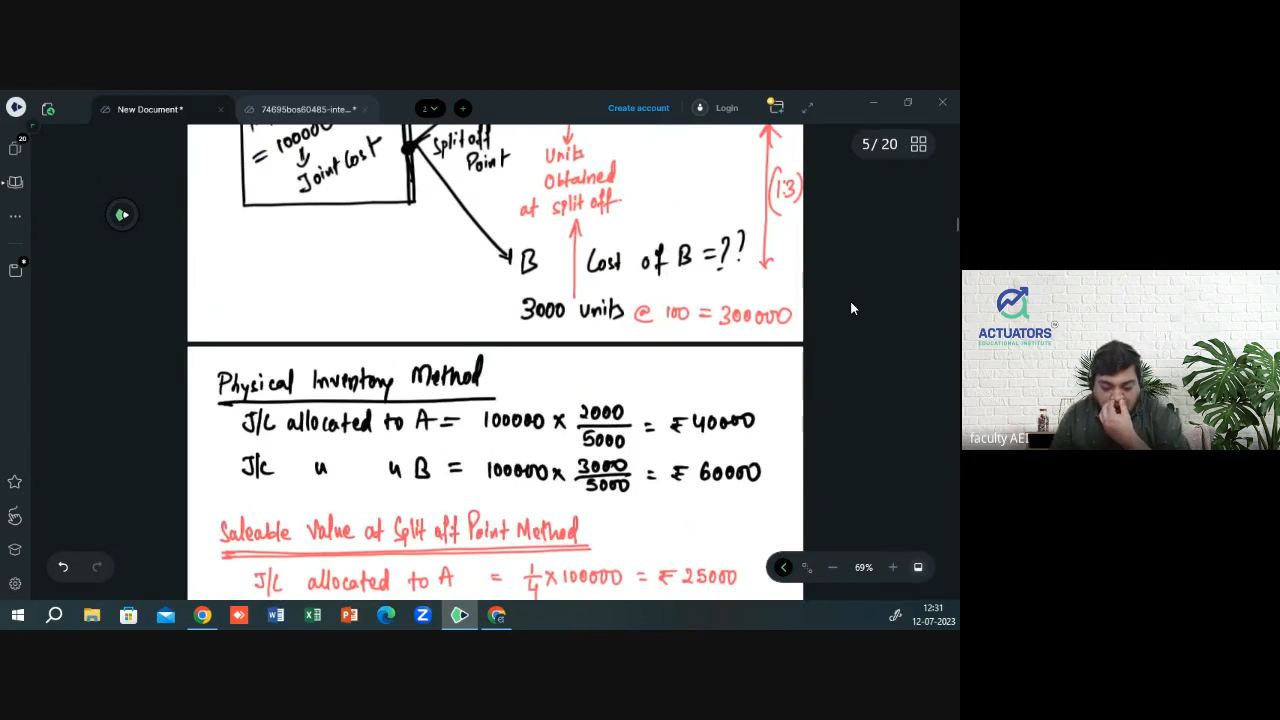 New Document*
74695bos60485-inte...*
2
Create account
Login
20
5 / 20
= 100000
Joint Cost
Split off
Point
Units
Obtained
at split off
(1:3)
B
Cost of B = ??
3000 units @ 100 = 300000
Physical Inventory Method
J/C allocated to A = 100000 × 2000/5000 = ₹ 40000
J/C " " B = 100000 × 3000/5000 = ₹ 60000
Saleable Value at Split off Point Method
J/C allocated to A = 1/4 × 100000 = ₹ 25000
69%
12:31
12-07-2023
ACTUATORS
EDUCATIONAL INSTITUTE
faculty AEI